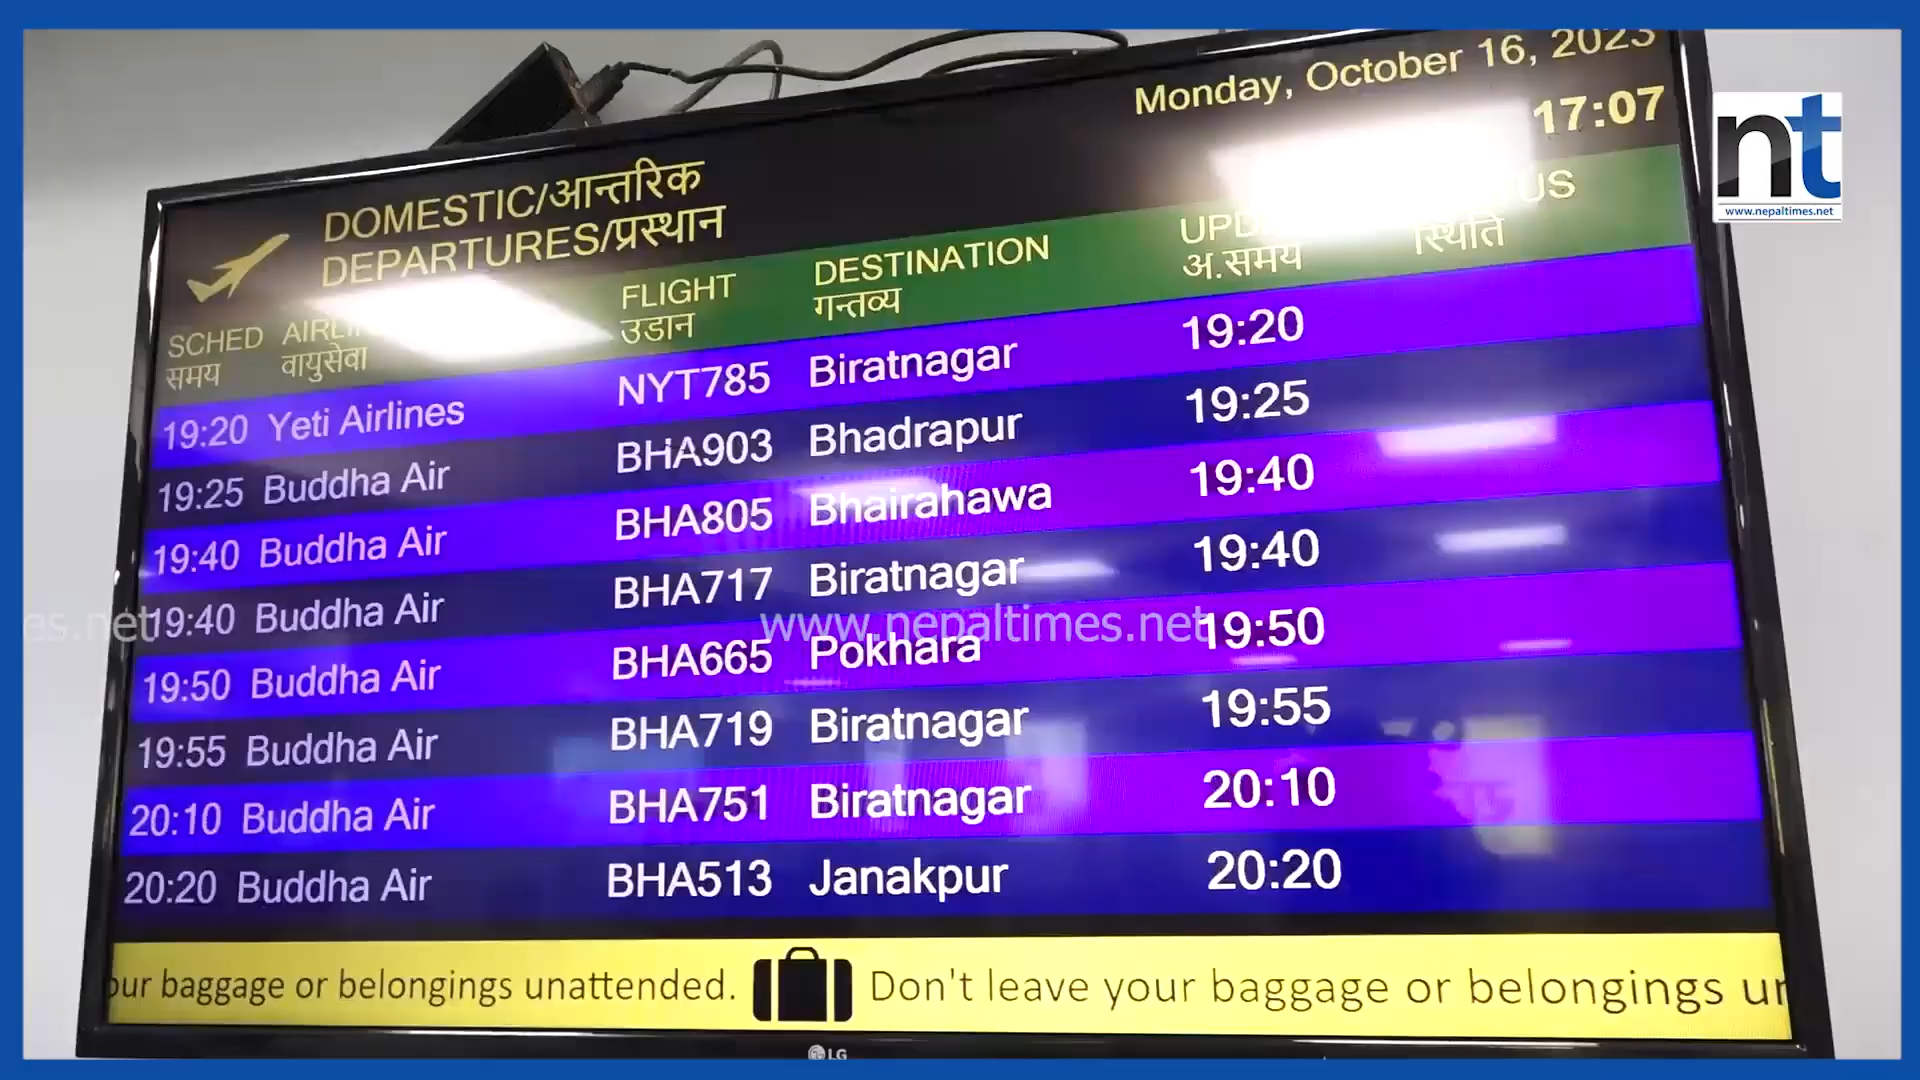 Monday, October 16, 2023
17:07
nt
www.nepaltimes.net
DOMESTIC/आन्तरिक
DEPARTURES/प्रस्थान
SCHED FLIGHT DESTINATION
समय वायुसेवा उडान गन्तव्य अ.समय स्थिति
19:20 Yeti Airlines NYT785 Biratnagar 19:20
19:25 Buddha Air BHA903 Bhadrapur 19:25
19:40 Buddha Air BHA805 Bhairahawa 19:40
19:40 Buddha Air BHA717 Biratnagar 19:40
19:50 Buddha Air BHA665 Pokhara 19:50
19:55 Buddha Air BHA719 Biratnagar 19:55
20:10 Buddha Air BHA751 Biratnagar 20:10
20:20 Buddha Air BHA513 Janakpur 20:20
es.net www.nepaltimes.net
our baggage or belongings unattended. Don't leave your baggage or belongings un
LG